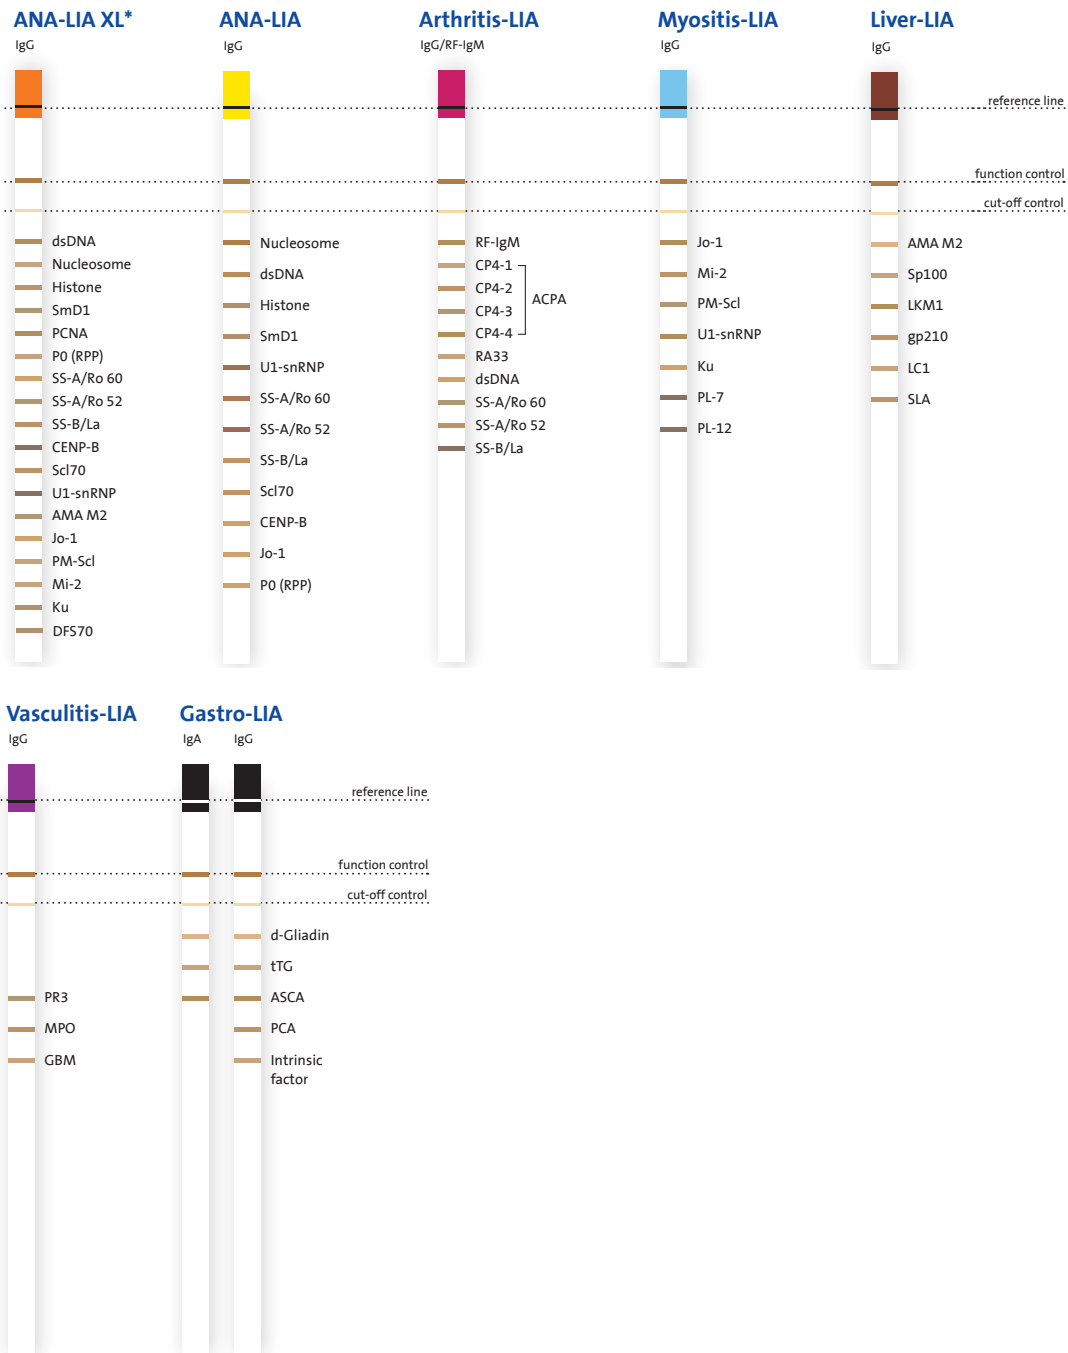 ANA-LIA XL*
IgG
dsDNA
Nucleosome
Histone
SmD1
PCNA
P0 (RPP)
SS-A/Ro 60
SS-A/Ro 52
SS-B/La
CENP-B
Scl70
U1-snRNP
AMA M2
Jo-1
PM-Scl
Mi-2
Ku
DFS70
ANA-LIA
IgG
Nucleosome
dsDNA
Histone
SmD1
U1-snRNP
SS-A/Ro 60
SS-A/Ro 52
SS-B/La
Scl70
CENP-B
Jo-1
P0 (RPP)
Arthritis-LIA
IgG/RF-IgM
RF-IgM
CP4-1
CP4-2
CP4-3
CP4-4
ACPA
RA33
dsDNA
SS-A/Ro 60
SS-A/Ro 52
SS-B/La
Myositis-LIA
IgG
Jo-1
Mi-2
PM-Scl
U1-snRNP
Ku
PL-7
PL-12
Liver-LIA
IgG
reference line
function control
cut-off control
AMA M2
Sp100
LKM1
gp210
LC1
SLA
Vasculitis-LIA
IgG
PR3
MPO
GBM
Gastro-LIA
IgA IgG
reference line
function control
cut-off control
d-Gliadin
tTG
ASCA
PCA
Intrinsic
factor